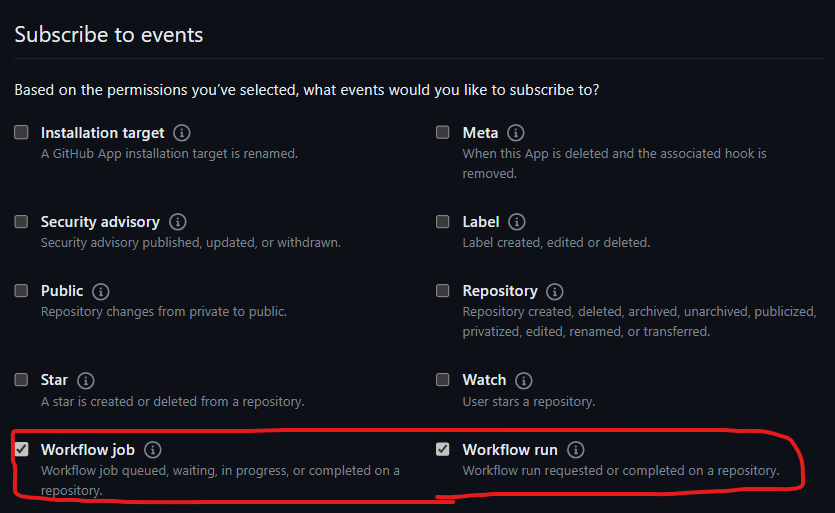 Subscribe to events
Based on the permissions you've selected, what events would you like to subscribe to?
Installation target
A GitHub App installation target is renamed.
Meta
When this App is deleted and the associated hook is
removed.
Security advisory
Security advisory published, updated, or withdrawn.
Label
Label created, edited or deleted.
Public
Repository changes from private to public.
Repository
Repository created, deleted, archived, unarchived, publicized,
privatized, edited, renamed, or transferred.
Star
A star is created or deleted from a repository.
Watch
User stars a repository.
Workflow job
Workflow job queued, waiting, in progress, or completed on a
repository.
Workflow run
Workflow run requested or completed on a repository.